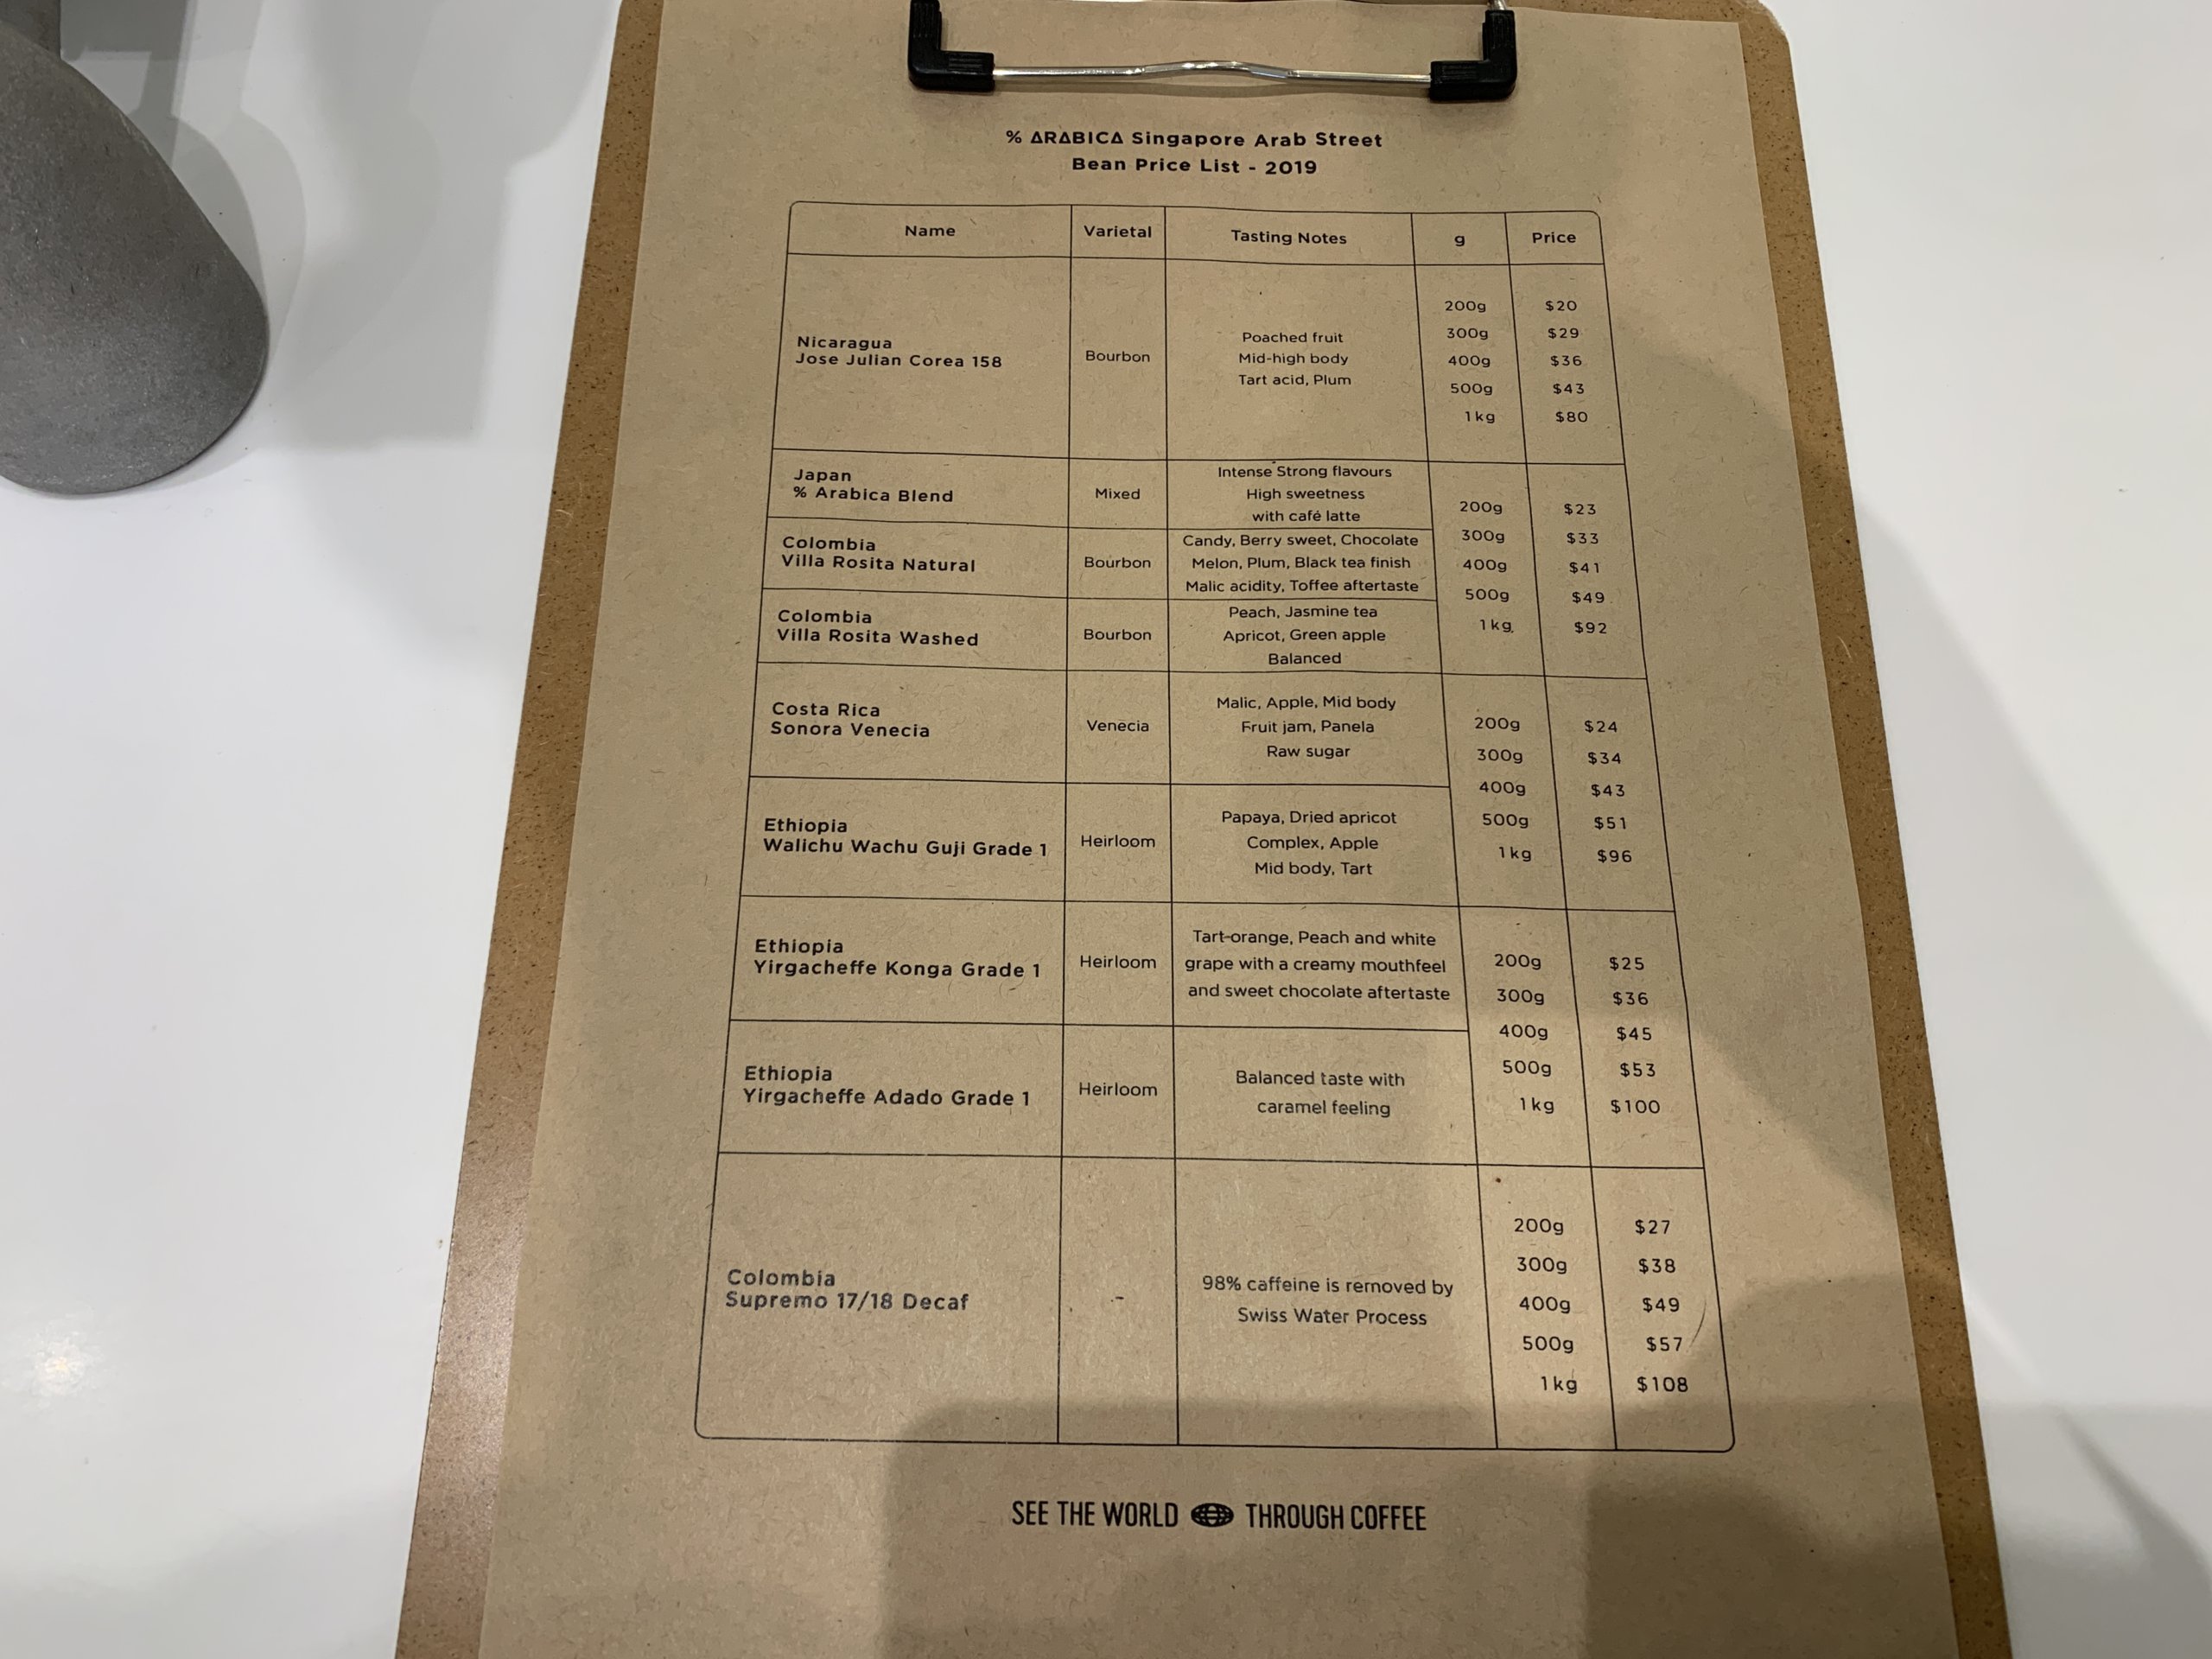 % ∆R∆BIC∆ Singapore Arab Street
Bean Price List - 2019
Name
Varietal
Tasting Notes
g
Price
Nicaragua
Jose Julian Corea 158
Bourbon
Poached fruit
Mid-high body
Tart acid, Plum
200g $20
300g $29
400g $36
500g $43
1kg $80
Japan
% Arabica Blend
Mixed
Intense Strong flavours
High sweetness
with café latte
Colombia
Villa Rosita Natural
Bourbon
Candy, Berry sweet, Chocolate
Melon, Plum, Black tea finish
Malic acidity, Toffee aftertaste
Colombia
Villa Rosita Washed
Bourbon
Peach, Jasmine tea
Apricot, Green apple
Balanced
200g $23
300g $33
400g $41
500g $49
1kg $92
Costa Rica
Sonora Venecia
Venecia
Malic, Apple, Mid body
Fruit jam, Panela
Raw sugar
Ethiopia
Walichu Wachu Guji Grade 1
Heirloom
Papaya, Dried apricot
Complex, Apple
Mid body, Tart
200g $24
300g $34
400g $43
500g $51
1kg $96
Ethiopia
Yirgacheffe Konga Grade 1
Heirloom
Tart-orange, Peach and white
grape with a creamy mouthfeel
and sweet chocolate aftertaste
Ethiopia
Yirgacheffe Adado Grade 1
Heirloom
Balanced taste with
caramel feeling
200g $25
300g $36
400g $45
500g $53
1kg $100
Colombia
Supremo 17/18 Decaf
-
98% caffeine is removed by
Swiss Water Process
200g $27
300g $38
400g $49
500g $57
1kg $108
SEE THE WORLD THROUGH COFFEE